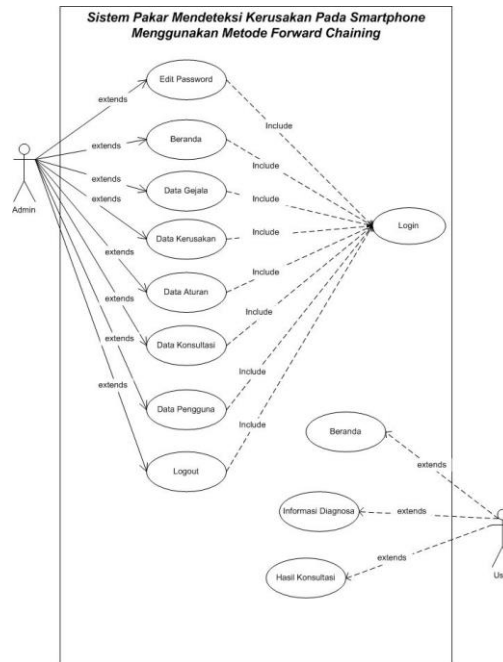 Sistem Pakar Mendeteksi Kerusakan Pada Smartphone
Menggunakan Metode Forward Chaining
Edit Password
extends
Include
Beranda
extends
Include
Data Gejala
extends
Include
extends
Admin
Data Kerusakan
Include
Login
extends
Data Aturan
Include
extends
Data Konsultasi
Include
extends
Data Pengguna
Include
extends
Include
Logout
Beranda
extends
Informasi Diagnosa
extends
extends
Hasil Konsultasi